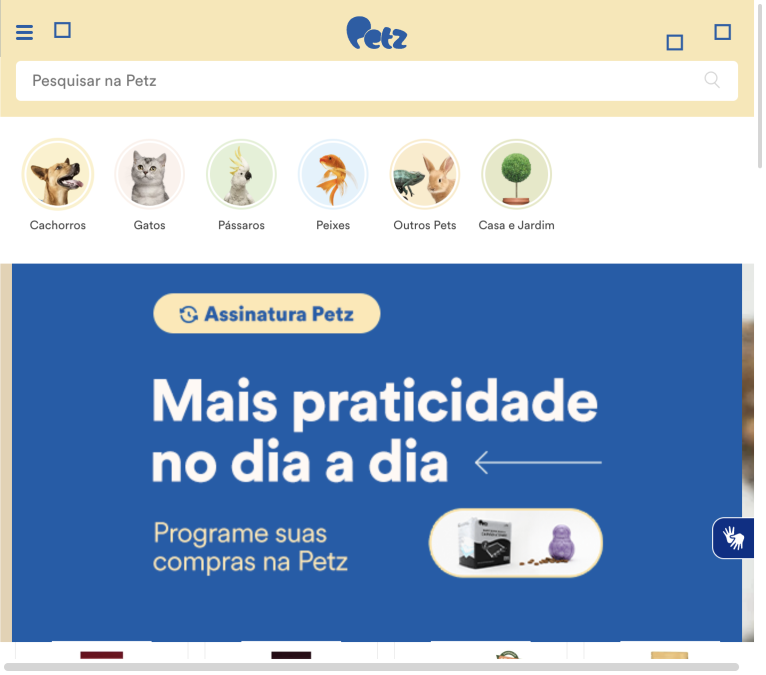 Petz
Pesquisar na Petz
Cachorros
Gatos
Pássaros
Peixes
Outros Pets
Casa e Jardim
Assinatura Petz
Mais praticidade
no dia a dia
Programe suas
compras na Petz